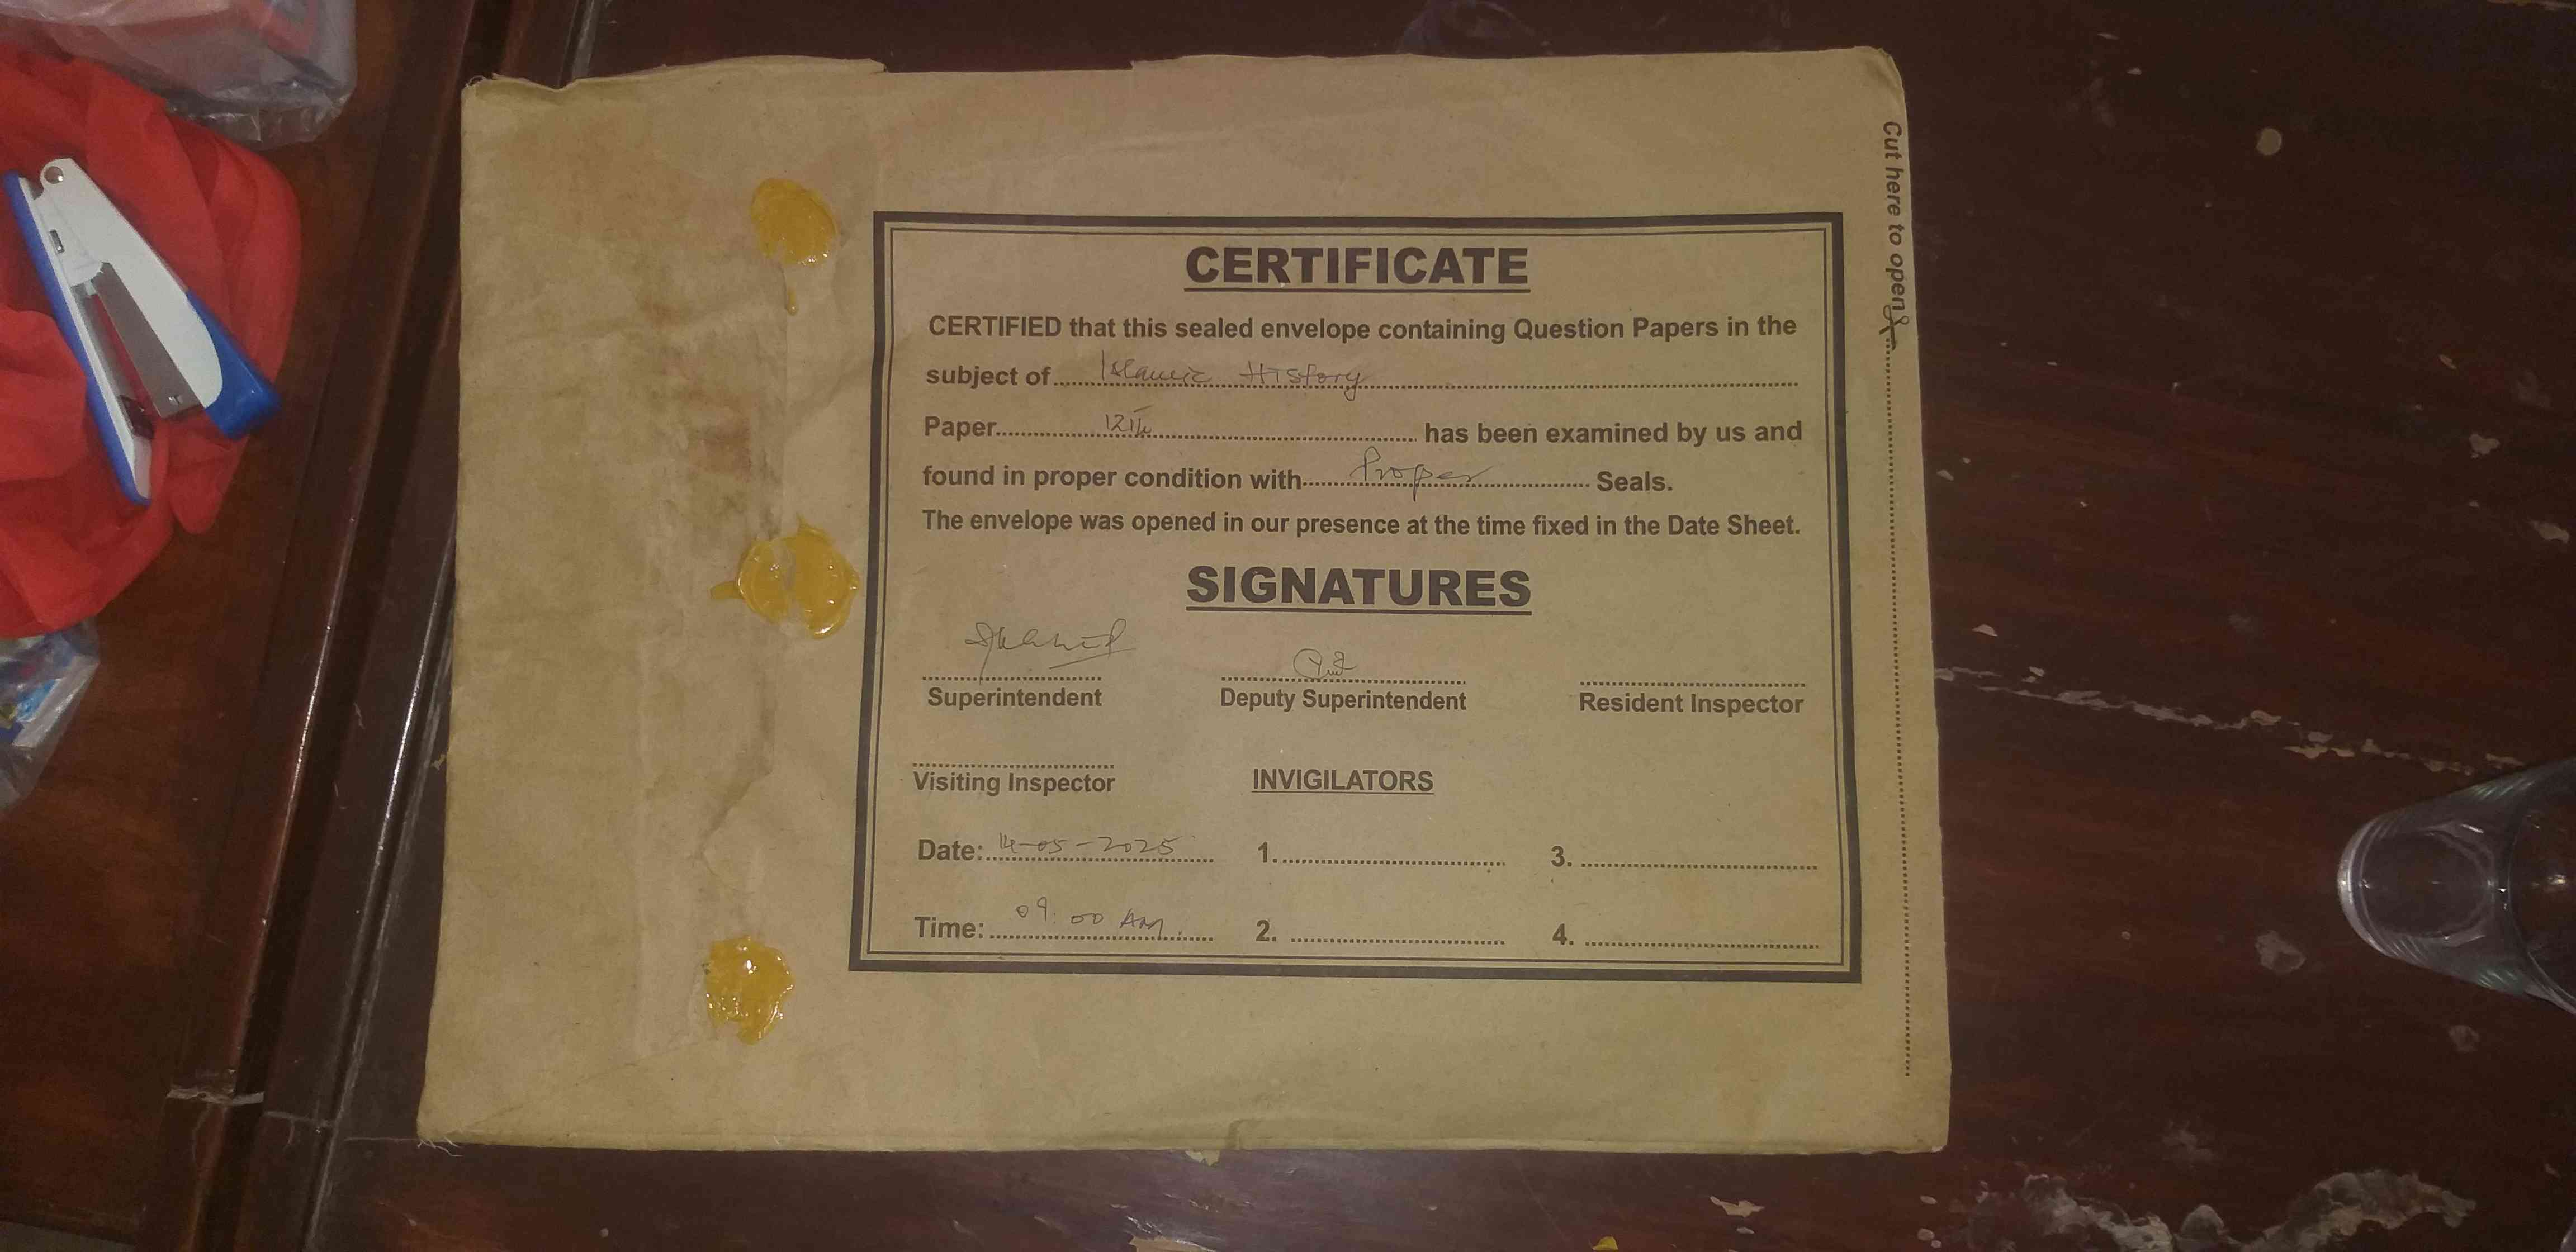 CERTIFICATE
CERTIFIED that this sealed envelope containing Question Papers in the
subject of Islamic History
Paper 12th has been examined by us and
found in proper condition with Proper Seals.
The envelope was opened in our presence at the time fixed in the Date Sheet.
SIGNATURES
Superintendent Deputy Superintendent Resident Inspector
Visiting Inspector INVIGILATORS
Date: 14-05-2025 1. 3.
Time: 09:00 AM. 2. 4.
Cut here to open